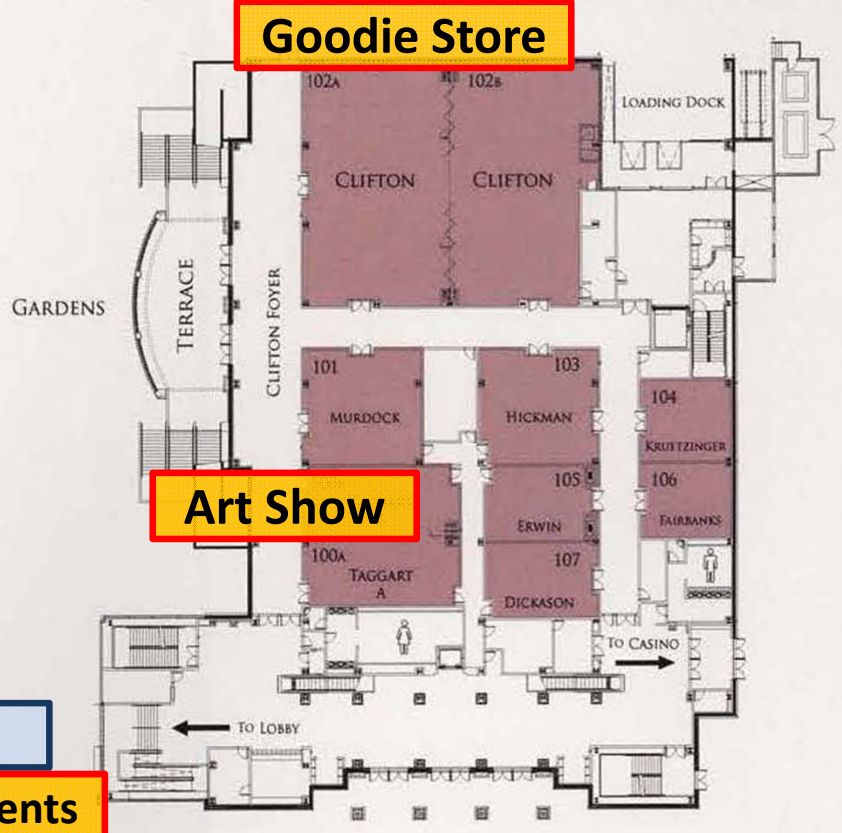 Goodie Store
102A
102B
LOADING DOCK
CLIFTON
CLIFTON
GARDENS
TERRACE
CLIFTON FOYER
101
MURDOCK
103
HICKMAN
104
KRUETZINGER
Art Show
105
ERWIN
106
FAIRBANKS
100A
TAGGART
A
107
DICKASON
TO CASINO
TO LOBBY